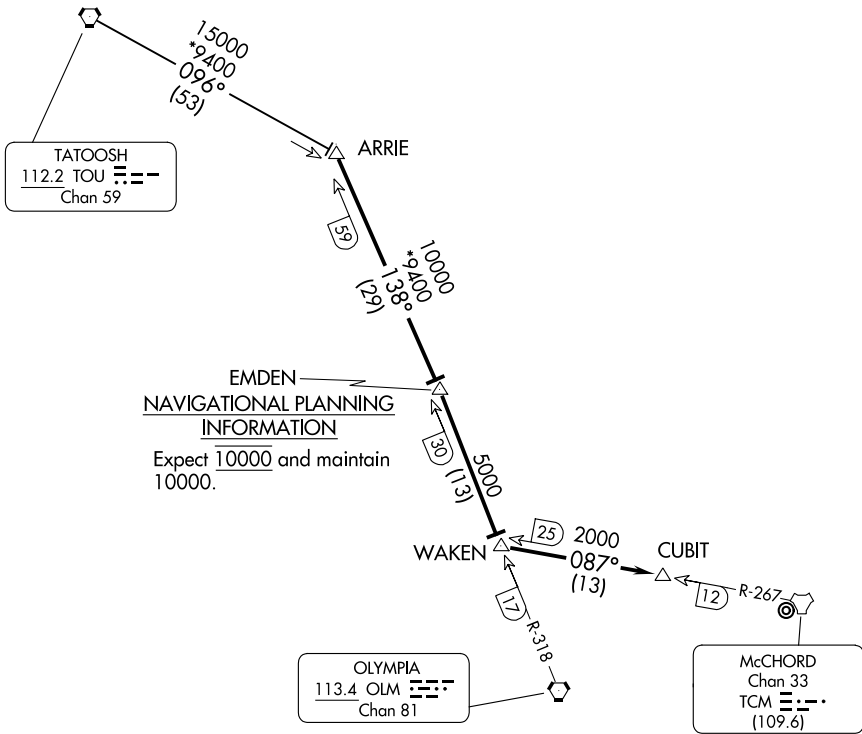 15000
*9400
096°
(53)
TATOOSH
112.2 TOU
Chan 59
ARRIE
59
10000
*9400
138°
(29)
EMDEN
NAVIGATIONAL PLANNING
INFORMATION
Expect 10000 and maintain
10000.
30
5000
(13)
WAKEN
25
2000
087°
(13)
CUBIT
12
R-267
17
R-318
OLYMPIA
113.4 OLM
Chan 81
McCHORD
Chan 33
TCM
(109.6)